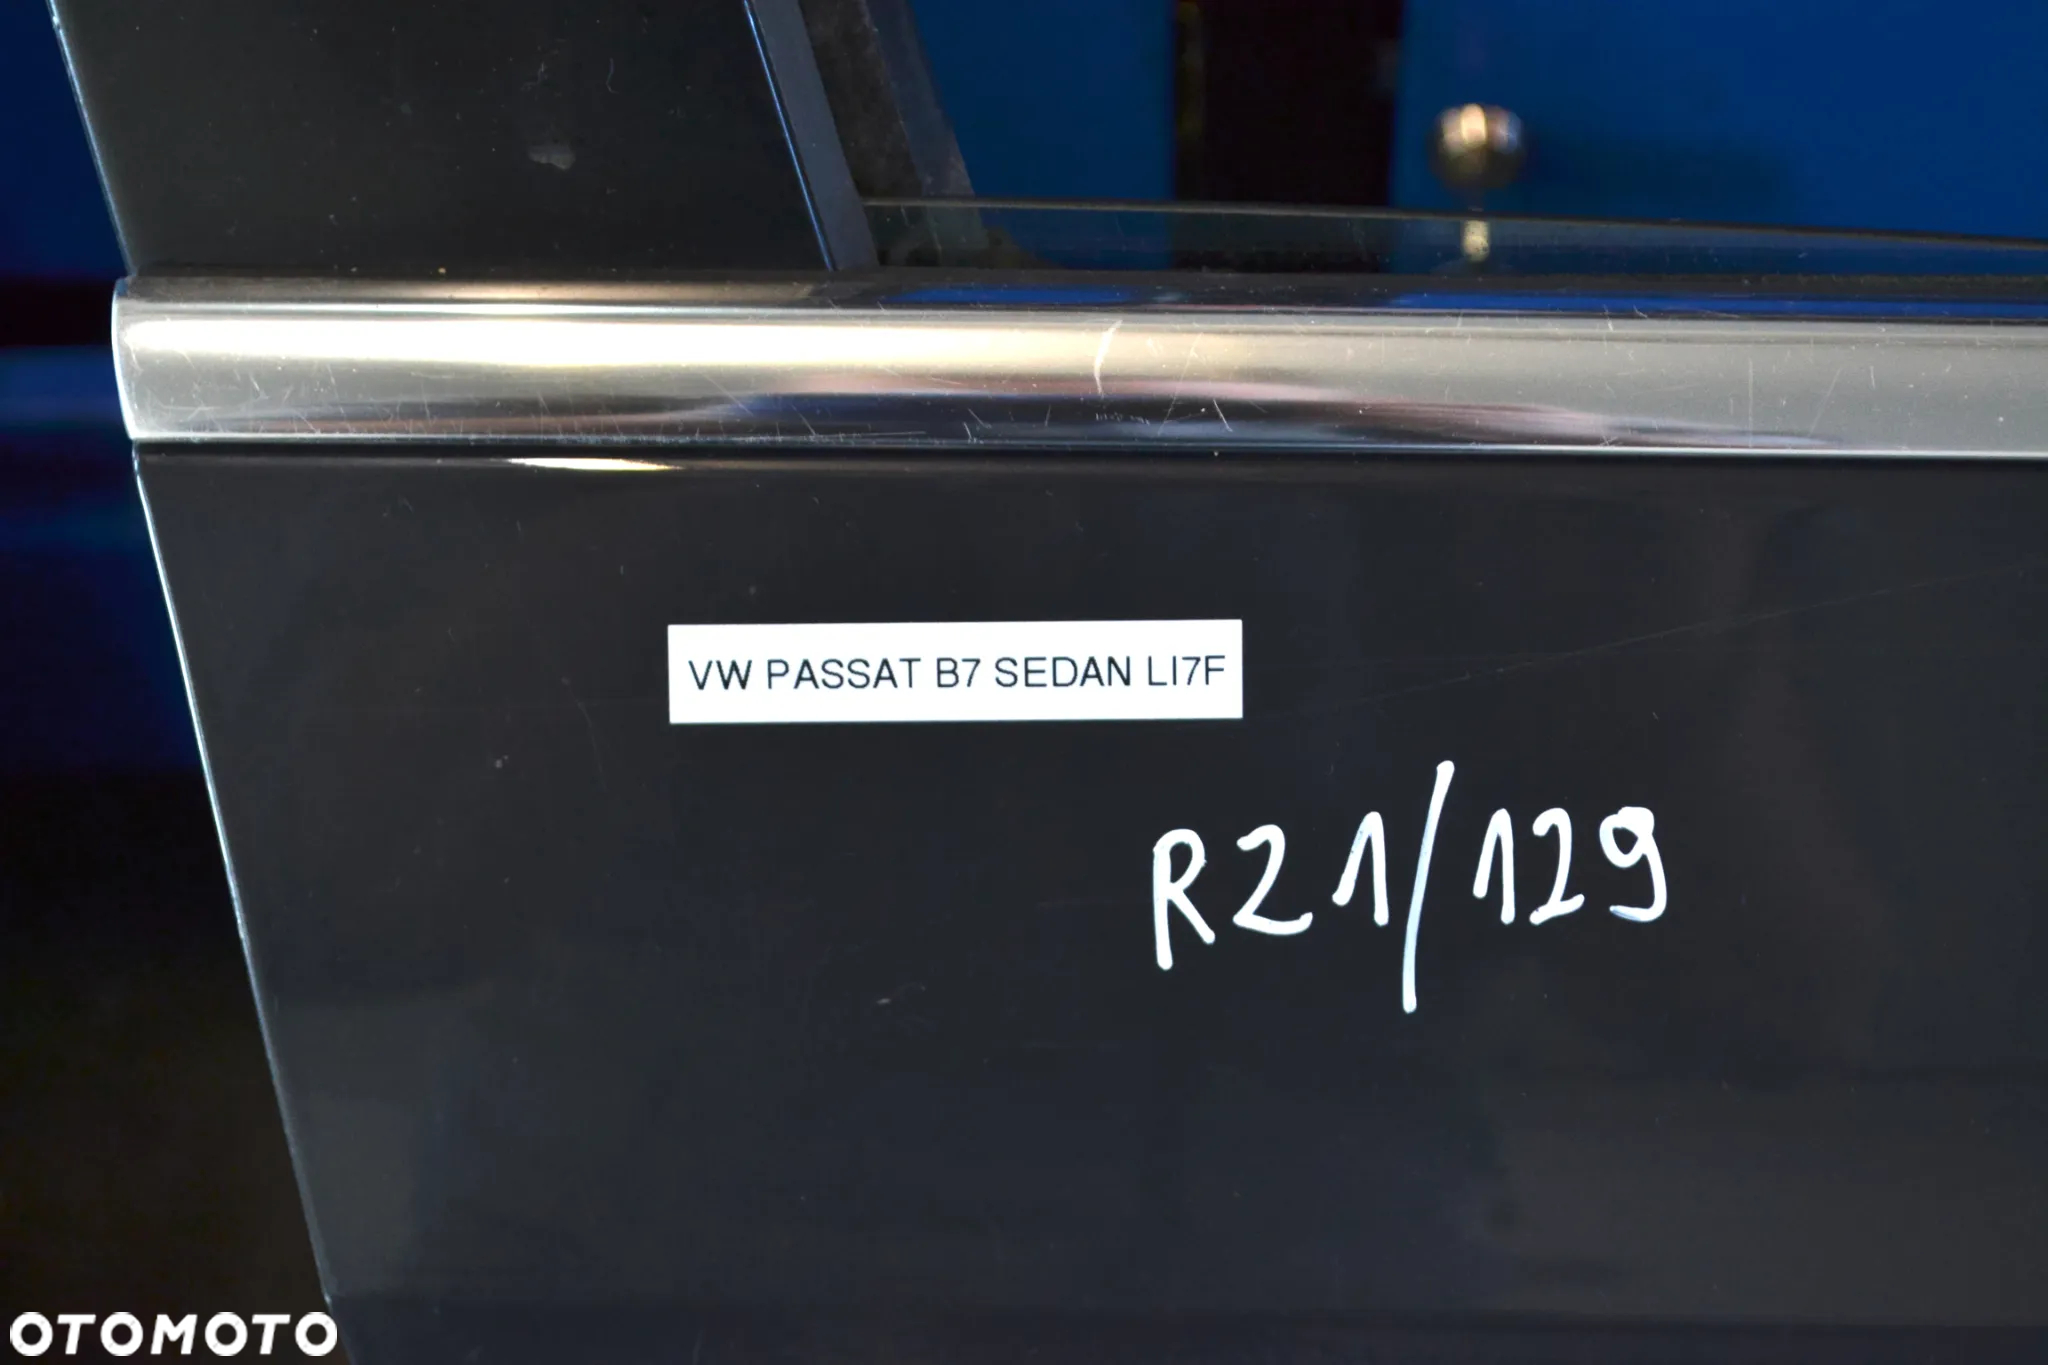 VW PASSAT B7 SEDAN LI7F
R21/129
OTOMOTO